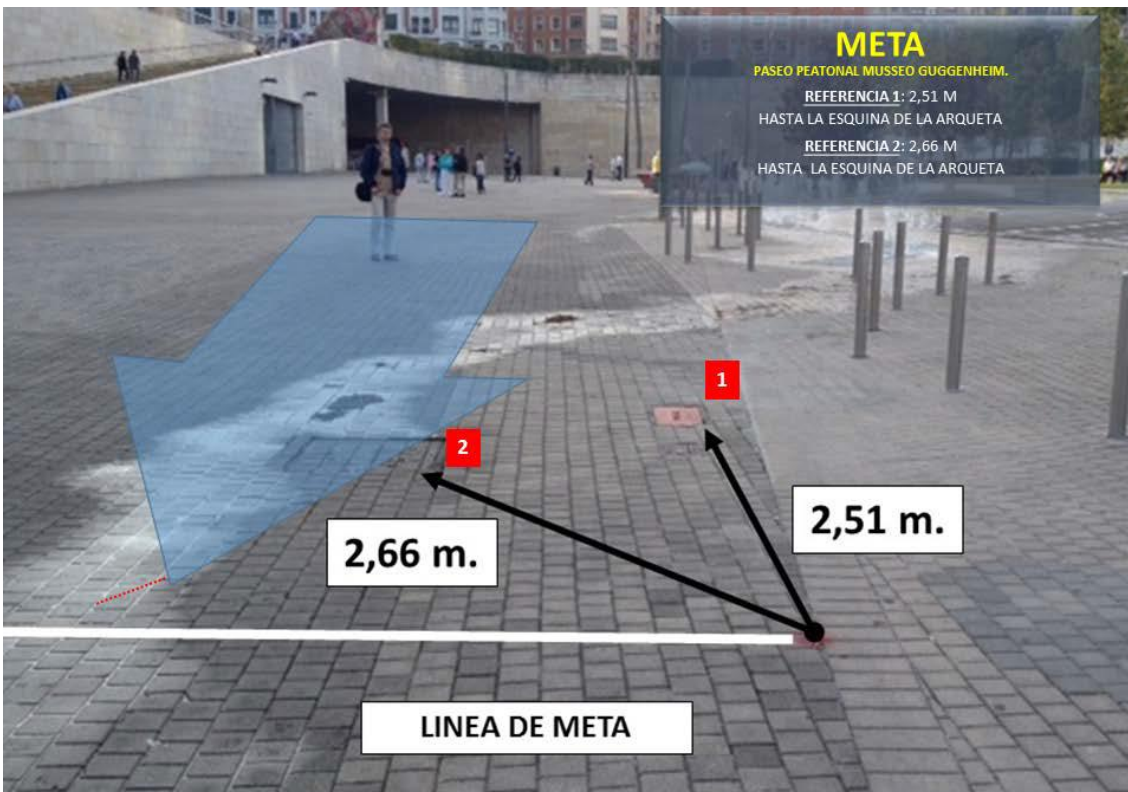 META
PASEO PEATONAL MUSSEO GUGGENHEIM.
REFERENCIA 1: 2,51 M
HASTA LA ESQUINA DE LA ARQUETA
REFERENCIA 2: 2,66 M
HASTA LA ESQUINA DE LA ARQUETA
1
2
2,51 m.
2,66 m.
LINEA DE META